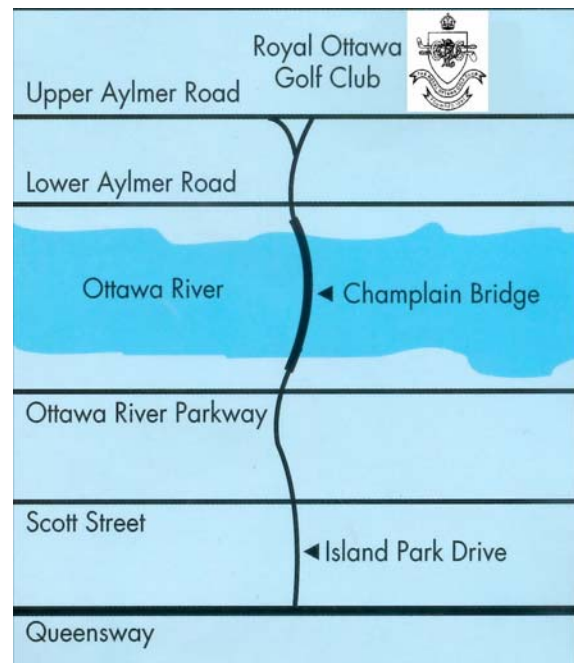 Royal Ottawa
Golf Club
Upper Aylmer Road
Lower Aylmer Road
Ottawa River
Champlain Bridge
Ottawa River Parkway
Scott Street
Island Park Drive
Queensway